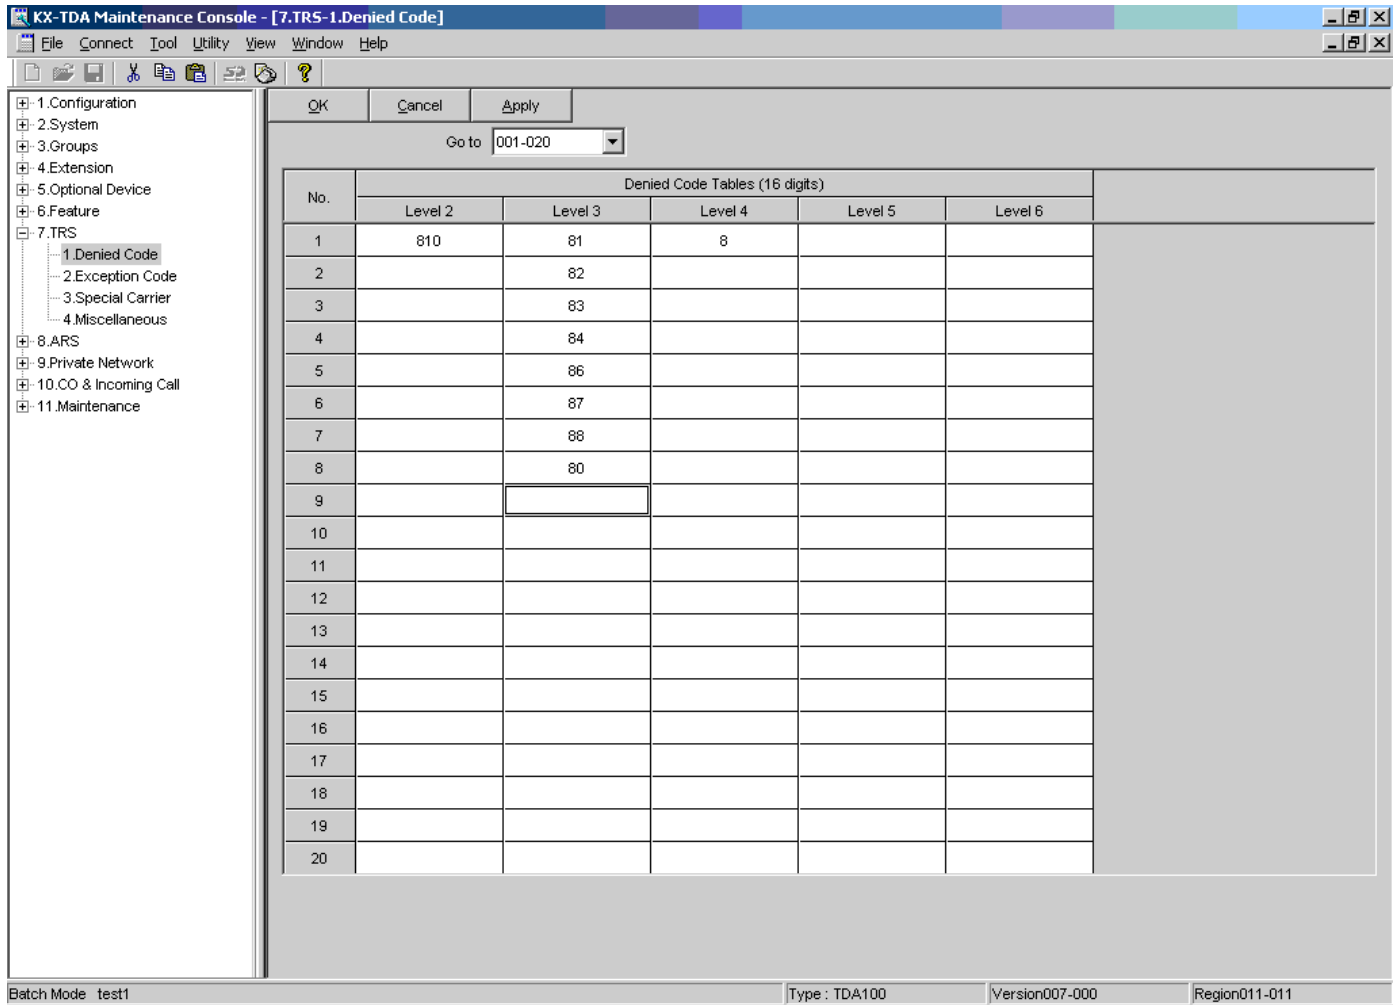 KX-TDA Maintenance Console - [7.TRS-1.Denied Code]
File Connect Tool Utility View Window Help
1.Configuration
2.System
3.Groups
4.Extension
5.Optional Device
6.Feature
7.TRS
1.Denied Code
2.Exception Code
3.Special Carrier
4.Miscellaneous
8.ARS
9.Private Network
10.CO & Incoming Call
11.Maintenance
OK Cancel Apply
Go to 001-020
No. Denied Code Tables (16 digits)
Level 2 Level 3 Level 4 Level 5 Level 6
1 810 81 8
2 82
3 83
4 84
5 86
6 87
7 88
8 80
9
10
11
12
13
14
15
16
17
18
19
20
Batch Mode test1 Type : TDA100 Version007-000 Region011-011